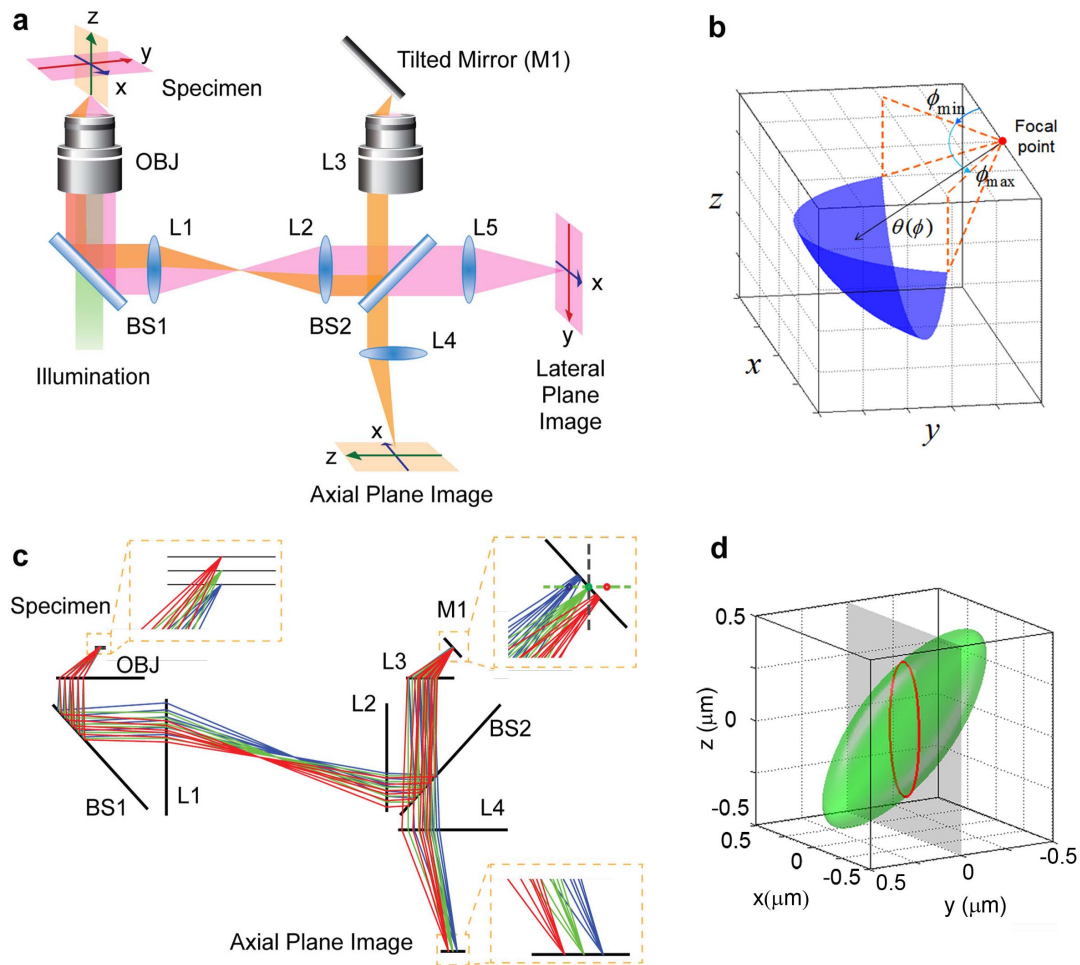 a
z
y
x
Specimen
OBJ
Tilted Mirror (M1)
L3
L1
L2
L5
BS1
BS2
L4
x
y
Illumination
Lateral
Plane
Image
x
z
Axial Plane Image
b
ϕmin
Focal
point
ϕmax
θ(ϕ)
z
x
y
c
Specimen
OBJ
M1
L3
L2
BS2
BS1
L1
L4
Axial Plane Image
d
0.5
z (μm)
0
-0.5
0.5
0
-0.5
x(μm)
0.5
0
-0.5
y (μm)